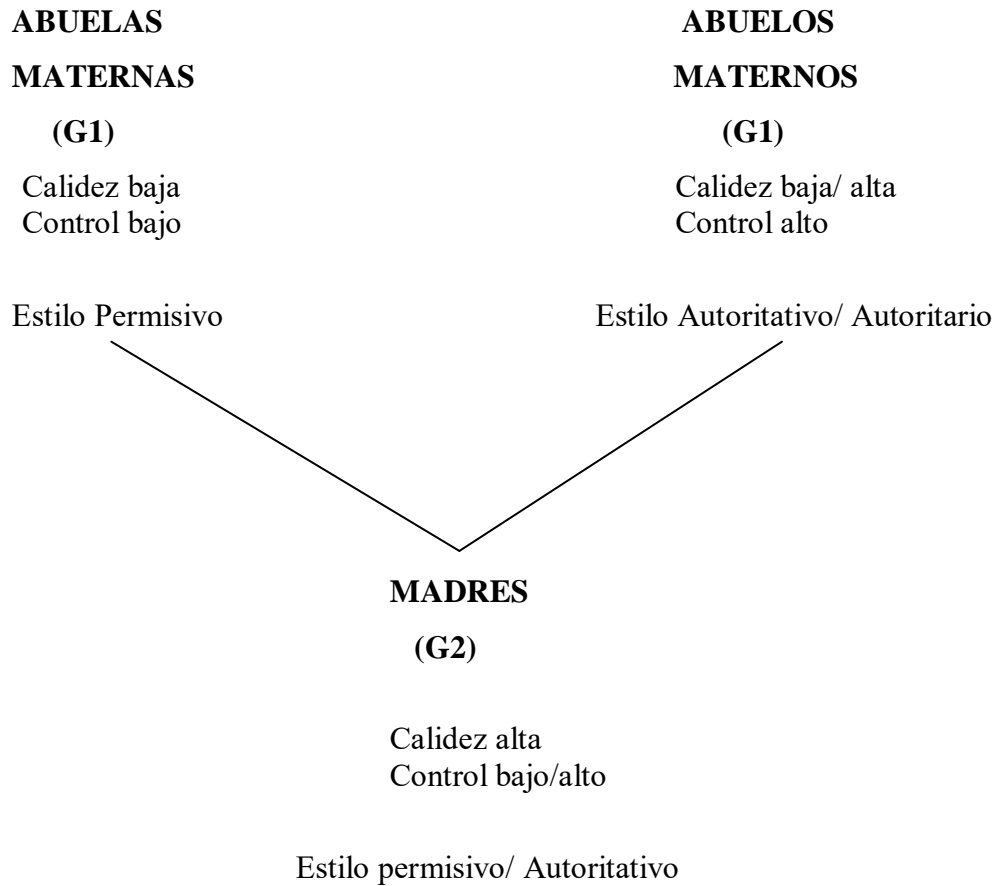 ABUELAS
MATERNAS
(G1)
Calidez baja
Control bajo
Estilo Permisivo
ABUELOS
MATERNOS
(G1)
Calidez baja/ alta
Control alto
Estilo Autoritativo/ Autoritario
MADRES
(G2)
Calidez alta
Control bajo/alto
Estilo permisivo/ Autoritativo